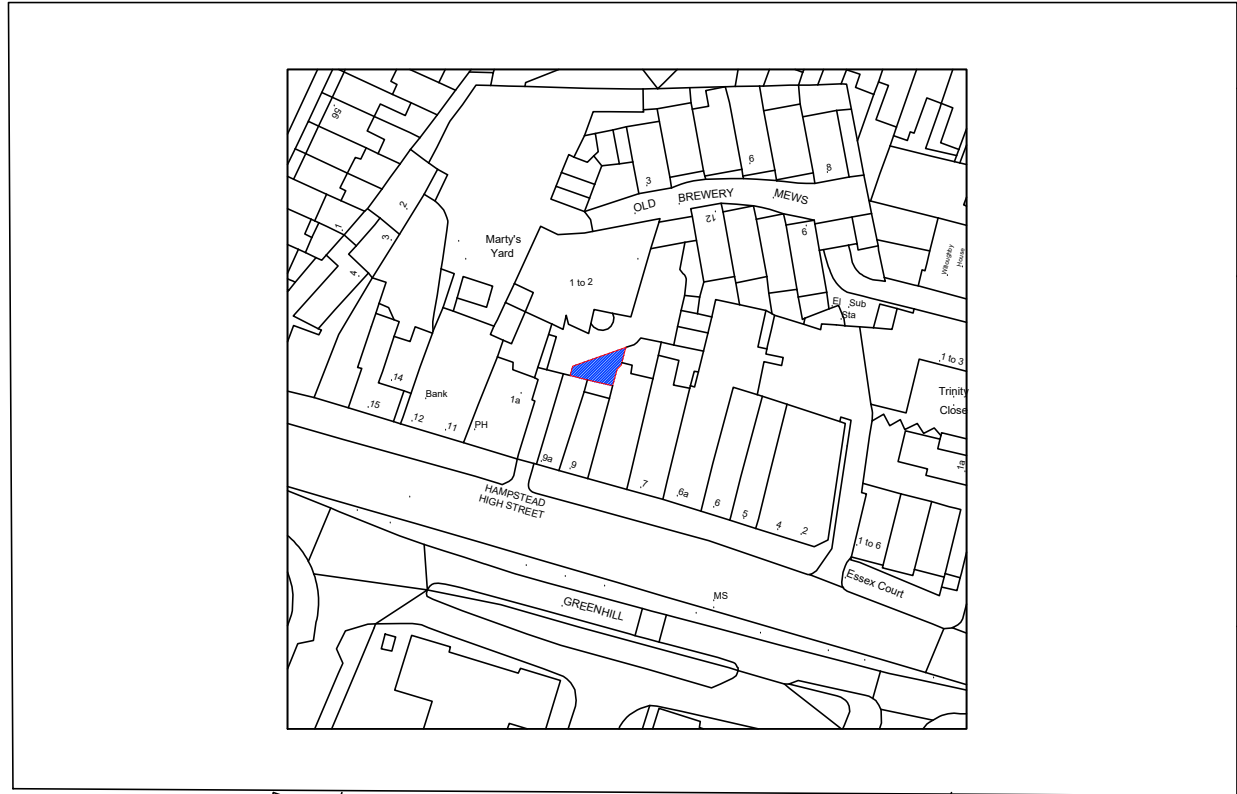 56
3
6
8
2
OLD BREWERY MEWS
12
9
1
3
Marty's
Yard
Willoughby
House
4
1 to 2
El Sub
Sta
1 to 3
14
Bank
1a
Trinity
Close
15
12
11
PH
9a
9
1a
7
6a
6
5
4
2
HAMPSTEAD
HIGH STREET
1 to 6
Essex Court
MS
GREENHILL